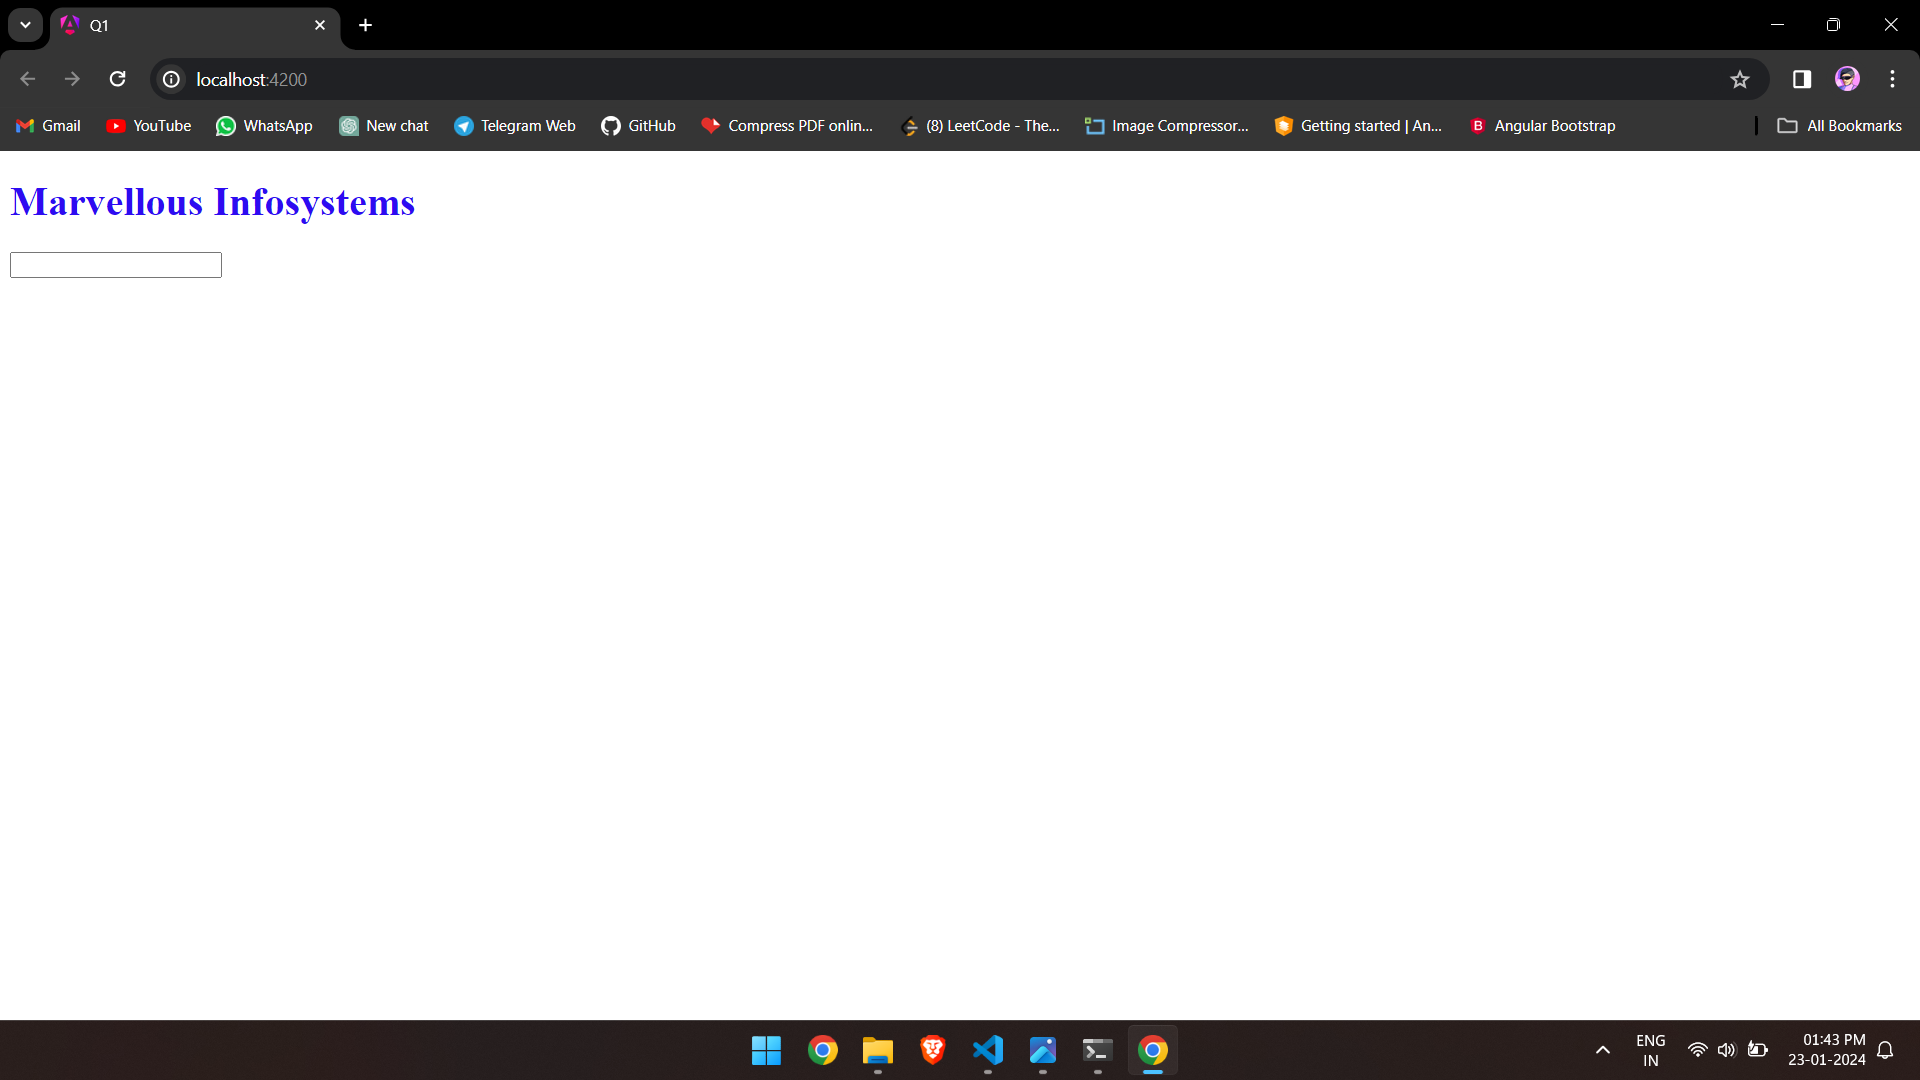 Q1
localhost:4200
Gmail YouTube WhatsApp New chat Telegram Web GitHub Compress PDF onlin... (8) LeetCode - The... Image Compressor... Getting started | An... B Angular Bootstrap All Bookmarks
Marvellous Infosystems
ENG 01:43 PM
IN 23-01-2024